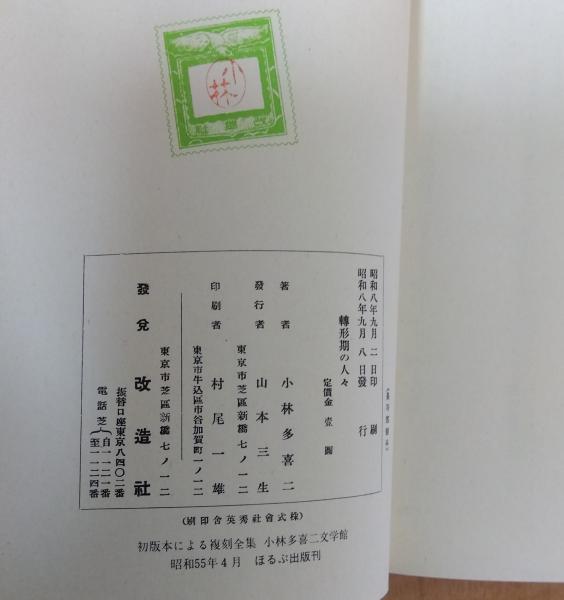 小林
昭和八年九月二日印刷
昭和八年九月八日發行
轉形期の人々
定價金壹圓
著者 小林多喜二
發行者 東京市芝區新橋七ノ一二 山本三生
印刷者 東京市牛込區市谷加賀町一ノ一二 村尾一雄
發兌 東京市芝區新橋七ノ一二 改造社
振替口座東京八四〇二番
電話芝自一一二一番至一一二四番
(株式會社秀英舍印刷)
初版本による複刻全集 小林多喜二文学館
昭和55年4月 ほるぷ出版刊